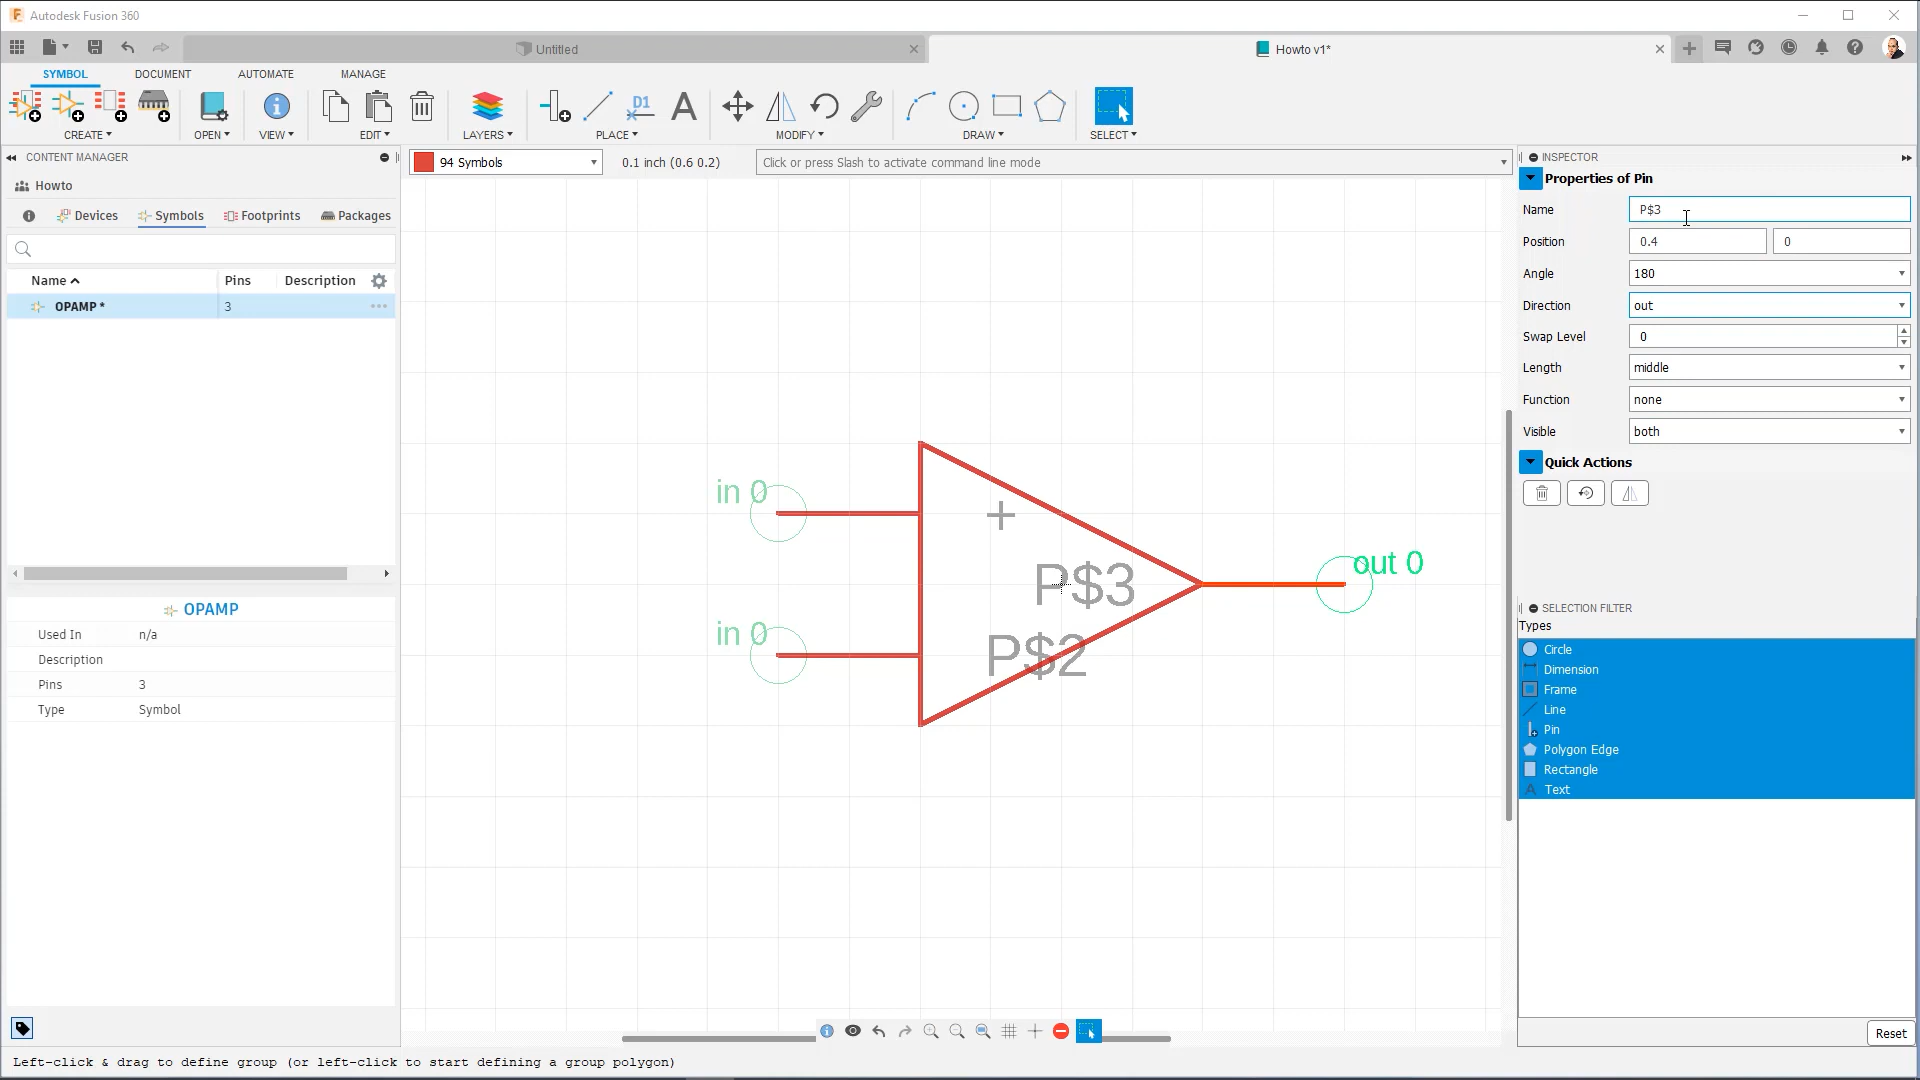 Autodesk Fusion 360
Untitled
Howto v1*
SYMBOL
DOCUMENT
AUTOMATE
MANAGE
CREATE
OPEN
VIEW
EDIT
LAYERS
D1
A
PLACE
MODIFY
DRAW
SELECT
CONTENT MANAGER
94 Symbols
0.1 inch (0.6 0.2)
Click or press Slash to activate command line mode
INSPECTOR
Howto
Devices
Symbols
Footprints
Packages
Name
Pins
Description
OPAMP *
3
OPAMP
Used In
n/a
Description
Pins
3
Type
Symbol
in 0
in 0
+
P$3
P$2
out 0
Properties of Pin
Name
P$3
Position
0.4
0
Angle
180
Direction
out
Swap Level
0
Length
middle
Function
none
Visible
both
Quick Actions
SELECTION FILTER
Types
Circle
Dimension
Frame
Line
Pin
Polygon Edge
Rectangle
A Text
Reset
Left-click & drag to define group (or left-click to start defining a group polygon)